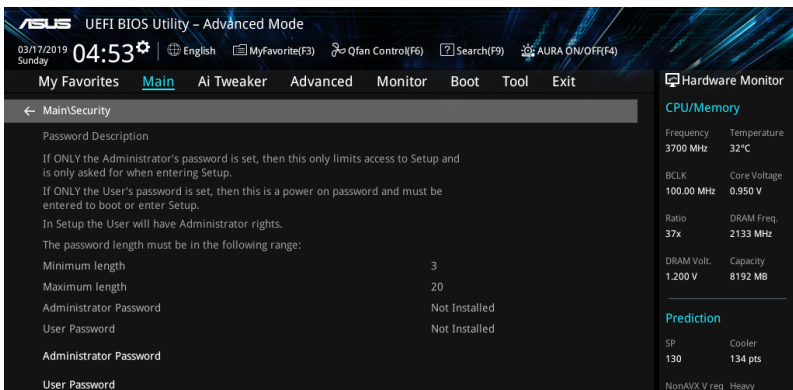 ASUS UEFI BIOS Utility – Advanced Mode
03/17/2019 Sunday 04:53 English MyFavorite(F3) Qfan Control(F6) ? Search(F9) AURA ON/OFF(F4)
My Favorites Main Ai Tweaker Advanced Monitor Boot Tool Exit
← Main\Security
Password Description
If ONLY the Administrator's password is set, then this only limits access to Setup and
is only asked for when entering Setup.
If ONLY the User's password is set, then this is a power on password and must be
entered to boot or enter Setup.
In Setup the User will have Administrator rights.
The password length must be in the following range:
Minimum length 3
Maximum length 20
Administrator Password Not Installed
User Password Not Installed
Administrator Password
User Password
Hardware Monitor
CPU/Memory
Frequency Temperature
3700 MHz 32°C
BCLK Core Voltage
100.00 MHz 0.950 V
Ratio DRAM Freq.
37x 2133 MHz
DRAM Volt. Capacity
1.200 V 8192 MB
Prediction
SP Cooler
130 134 pts
NonAVX V req Heavy